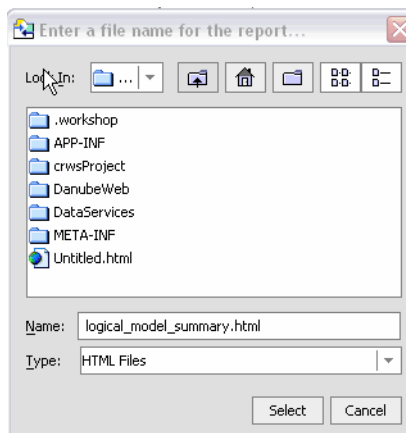 Enter a file name for the report...
Look In:
...
.workshop
APP-INF
crwsProject
DanubeWeb
DataServices
META-INF
Untitled.html
Name: logical_model_summary.html
Type: HTML Files
Select Cancel